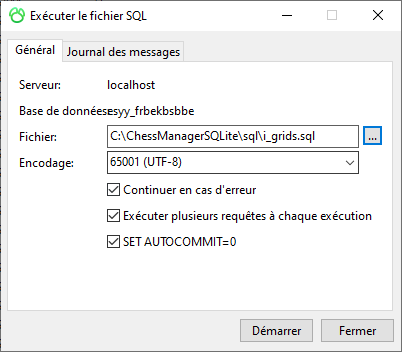 Exécuter le fichier SQL
Général
Journal des messages
Serveur: localhost
Base de données: esyy_frbekbsbbe
Fichier: C:\ChessManagerSQLite\sql\i_grids.sql ...
Encodage: 65001 (UTF-8)
Continuer en cas d'erreur
Exécuter plusieurs requêtes à chaque exécution
SET AUTOCOMMIT=0
Démarrer Fermer